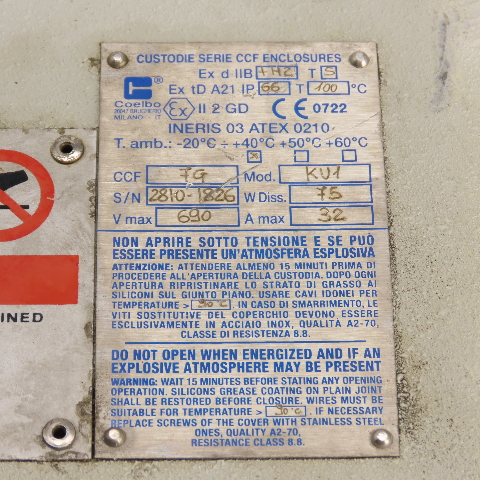 CUSTODIE SERIE CCF ENCLOSURES
Ex d IIB +H2 T 5
Ex tD A21 IP 66 T 100 °C
Coelbo
20047 BRUGHERIO
MILANO - IT
Ex II 2 GD CE 0722
INERIS 03 ATEX 0210
T. amb.: -20°C ÷ +40°C +50°C +60°C
CCF 7G Mod. KU1
S/N 2810-1826 W Diss. 75
V max 690 A max 32
NON APRIRE SOTTO TENSIONE E SE PUÒ
ESSERE PRESENTE UN'ATMOSFERA ESPLOSIVA
ATTENZIONE: ATTENDERE ALMENO 15 MINUTI PRIMA DI
PROCEDERE ALL'APERTURA DELLA CUSTODIA. DOPO OGNI
APERTURA RIPRISTINARE LO STRATO DI GRASSO AI
SILICONI SUL GIUNTO PIANO. USARE CAVI IDONEI PER
TEMPERATURE > 90°C. IN CASO DI SMARRIMENTO, LE
VITI SOSTITUTIVE DEL COPERCHIO DEVONO ESSERE
ESCLUSIVAMENTE IN ACCIAIO INOX, QUALITA A2-70,
CLASSE DI RESISTENZA 8.8.
DO NOT OPEN WHEN ENERGIZED AND IF AN
EXPLOSIVE ATMOSPHERE MAY BE PRESENT
WARNING: WAIT 15 MINUTES BEFORE STATING ANY OPENING
OPERATION. SILICONS GREASE COATING ON PLAIN JOINT
SHALL BE RESTORED BEFORE CLOSURE. WIRES MUST BE
SUITABLE FOR TEMPERATURE > 90°C. IF NECESSARY
REPLACE SCREWS OF THE COVER WITH STAINLESS STEEL
ONES, QUALITY A2-70,
RESISTANCE CLASS 8.8.
INED